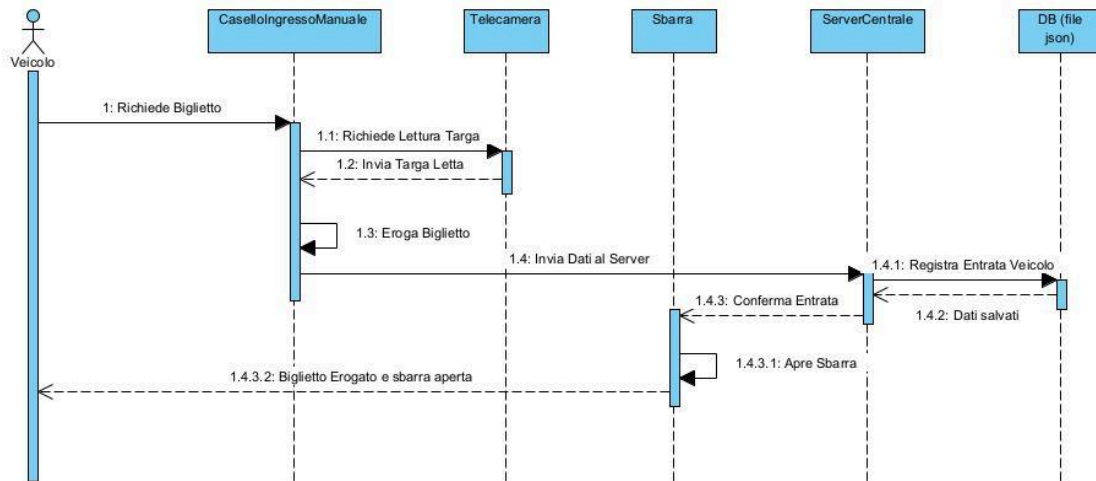 CaselloIngressoManuale
Telecamera
Sbarra
ServerCentrale
DB (file
json)
Veicolo
1: Richiede Biglietto
1.1: Richiede Lettura Targa
1.2: Invia Targa Letta
1.3: Eroga Biglietto
1.4: Invia Dati al Server
1.4.1: Registra Entrata Veicolo
1.4.3: Conferma Entrata
1.4.2: Dati salvati
1.4.3.1: Apre Sbarra
1.4.3.2: Biglietto Erogato e sbarra aperta